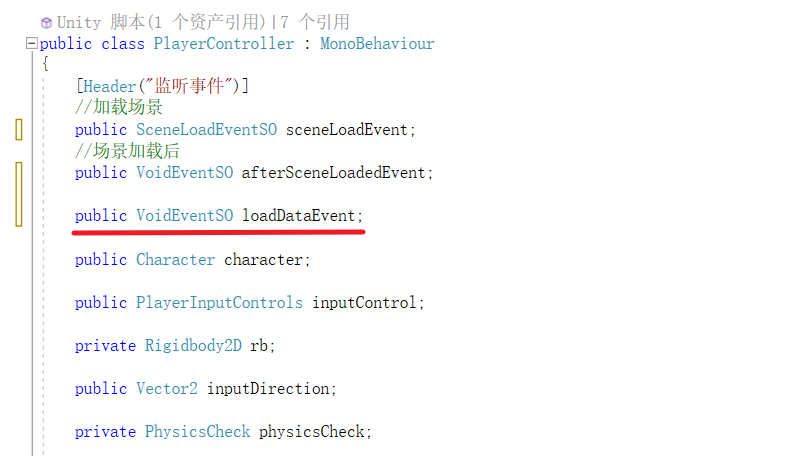 Unity 脚本(1 个资产引用)|7 个引用
public class PlayerController : MonoBehaviour
{
[Header("监听事件")]
//加载场景
public SceneLoadEventSO sceneLoadEvent;
//场景加载后
public VoidEventSO afterSceneLoadedEvent;
public VoidEventSO loadDataEvent;
public Character character;
public PlayerInputControls inputControl;
private Rigidbody2D rb;
public Vector2 inputDirection;
private PhysicsCheck physicsCheck;